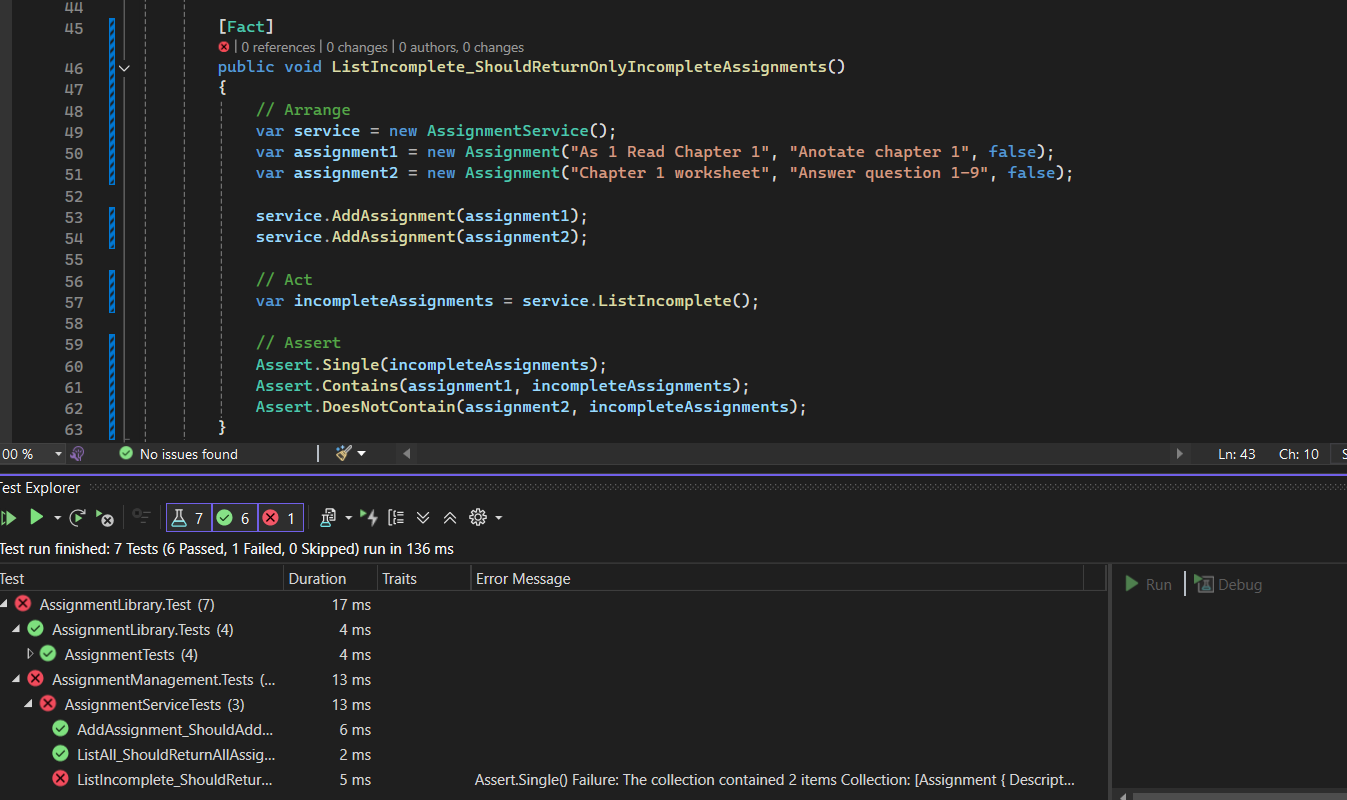 44
45 [Fact]
| 0 references | 0 changes | 0 authors, 0 changes
46 public void ListIncomplete_ShouldReturnOnlyIncompleteAssignments()
47 {
48 // Arrange
49 var service = new AssignmentService();
50 var assignment1 = new Assignment("As 1 Read Chapter 1", "Anotate chapter 1", false);
51 var assignment2 = new Assignment("Chapter 1 worksheet", "Answer question 1-9", false);
52
53 service.AddAssignment(assignment1);
54 service.AddAssignment(assignment2);
55
56 // Act
57 var incompleteAssignments = service.ListIncomplete();
58
59 // Assert
60 Assert.Single(incompleteAssignments);
61 Assert.Contains(assignment1, incompleteAssignments);
62 Assert.DoesNotContain(assignment2, incompleteAssignments);
63 }
00 % No issues found Ln: 43 Ch: 10 S
est Explorer
7 6 1
Test run finished: 7 Tests (6 Passed, 1 Failed, 0 Skipped) run in 136 ms
Test Duration Traits Error Message
Run | Debug
AssignmentLibrary.Test (7) 17 ms
AssignmentLibrary.Tests (4) 4 ms
AssignmentTests (4) 4 ms
AssignmentManagement.Tests (... 13 ms
AssignmentServiceTests (3) 13 ms
AddAssignment_ShouldAdd... 6 ms
ListAll_ShouldReturnAllAssig... 2 ms
ListIncomplete_ShouldRetur... 5 ms Assert.Single() Failure: The collection contained 2 items Collection: [Assignment { Descript...